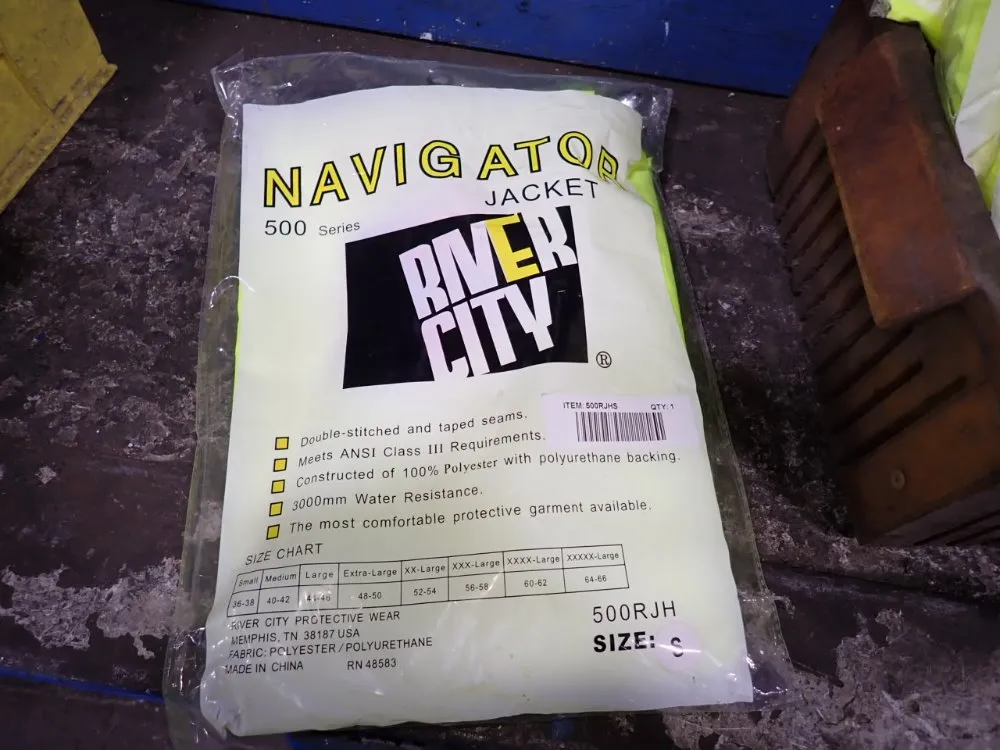 NAVIGATOR
JACKET
500 Series
RIVER
CITY
®
ITEM:500RJHS QTY:1
Double-stitched and taped seams.
Meets ANSI Class III Requirements.
Constructed of 100% Polyester with polyurethane backing.
3000mm Water Resistance.
The most comfortable protective garment available.
SIZE CHART
Small Medium Large Extra-Large XX-Large XXX-Large XXXX-Large XXXXX-Large
36-38 40-42 44-46 48-50 52-54 56-58 60-62 64-66
RIVER CITY PROTECTIVE WEAR
MEMPHIS, TN 38187 USA
FABRIC: POLYESTER/POLYURETHANE
MADE IN CHINA RN 48583
500RJH
SIZE: S